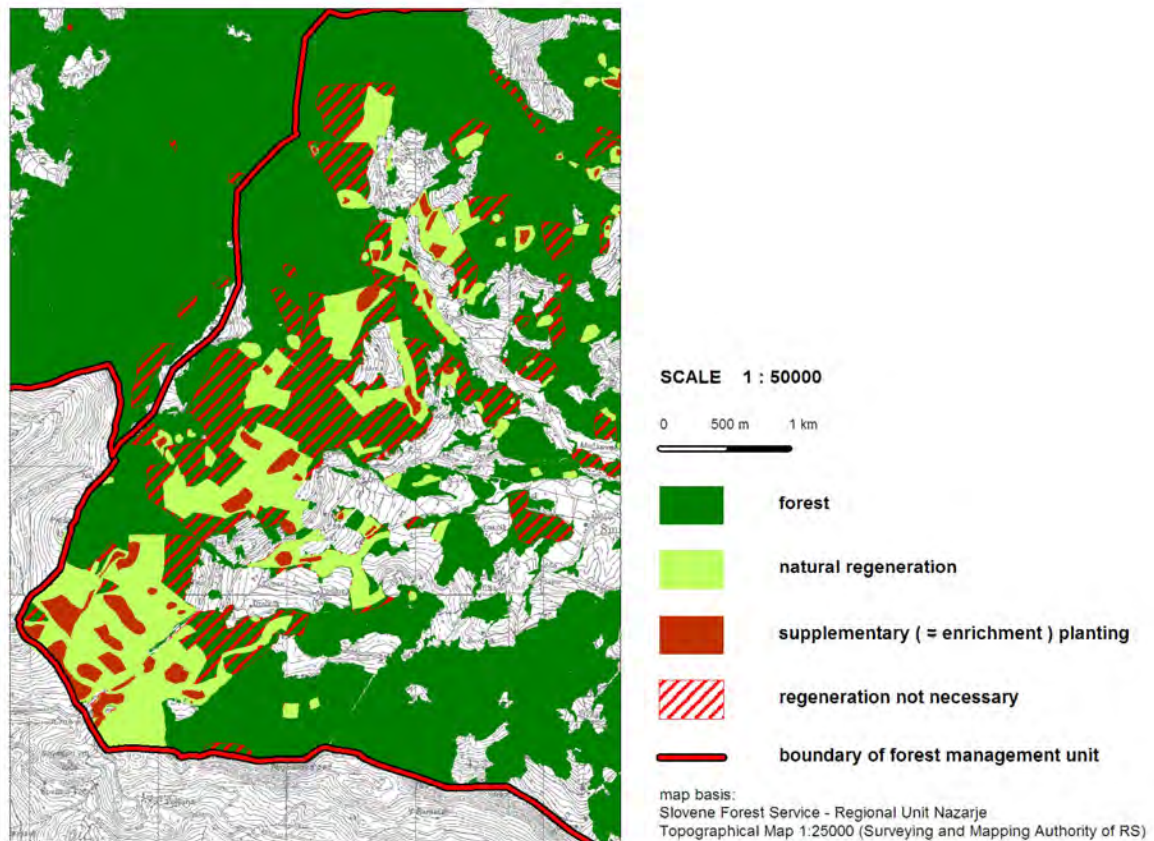 SCALE 1 : 50000
0 500 m 1 km
forest
natural regeneration
supplementary ( = enrichment ) planting
regeneration not necessary
boundary of forest management unit
map basis:
Slovene Forest Service - Regional Unit Nazarje
Topographical Map 1:25000 (Surveying and Mapping Authority of RS)